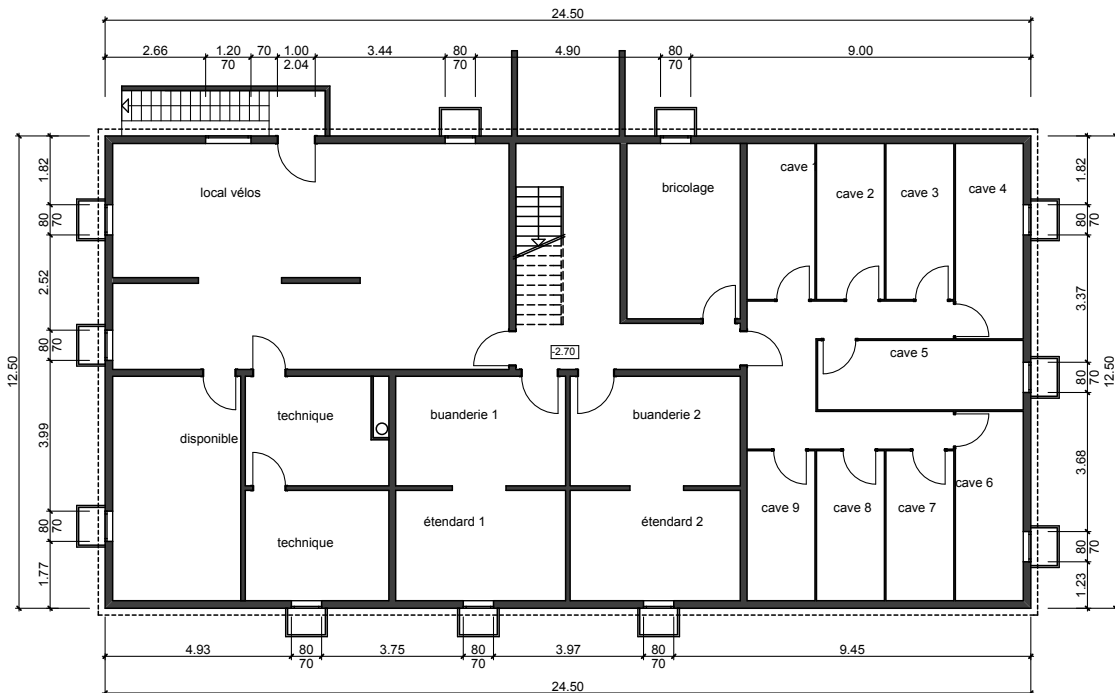 24.50
2.66 1.20 70 1.00 3.44 80 4.90 80 9.00
70 2.04 70 70
1.82
80
70
2.52
80
70
3.99
80
70
1.77
12.50
local vélos
bricolage
cave 1
cave 2
cave 3
cave 4
-2.70
cave 5
technique
buanderie 1
buanderie 2
disponible
cave 6
étendard 1
étendard 2
cave 9
cave 8
cave 7
technique
1.82
80
70
3.37
80
70
3.68
80
70
1.23
12.50
4.93 80 3.75 80 3.97 80 9.45
70 70 70
24.50